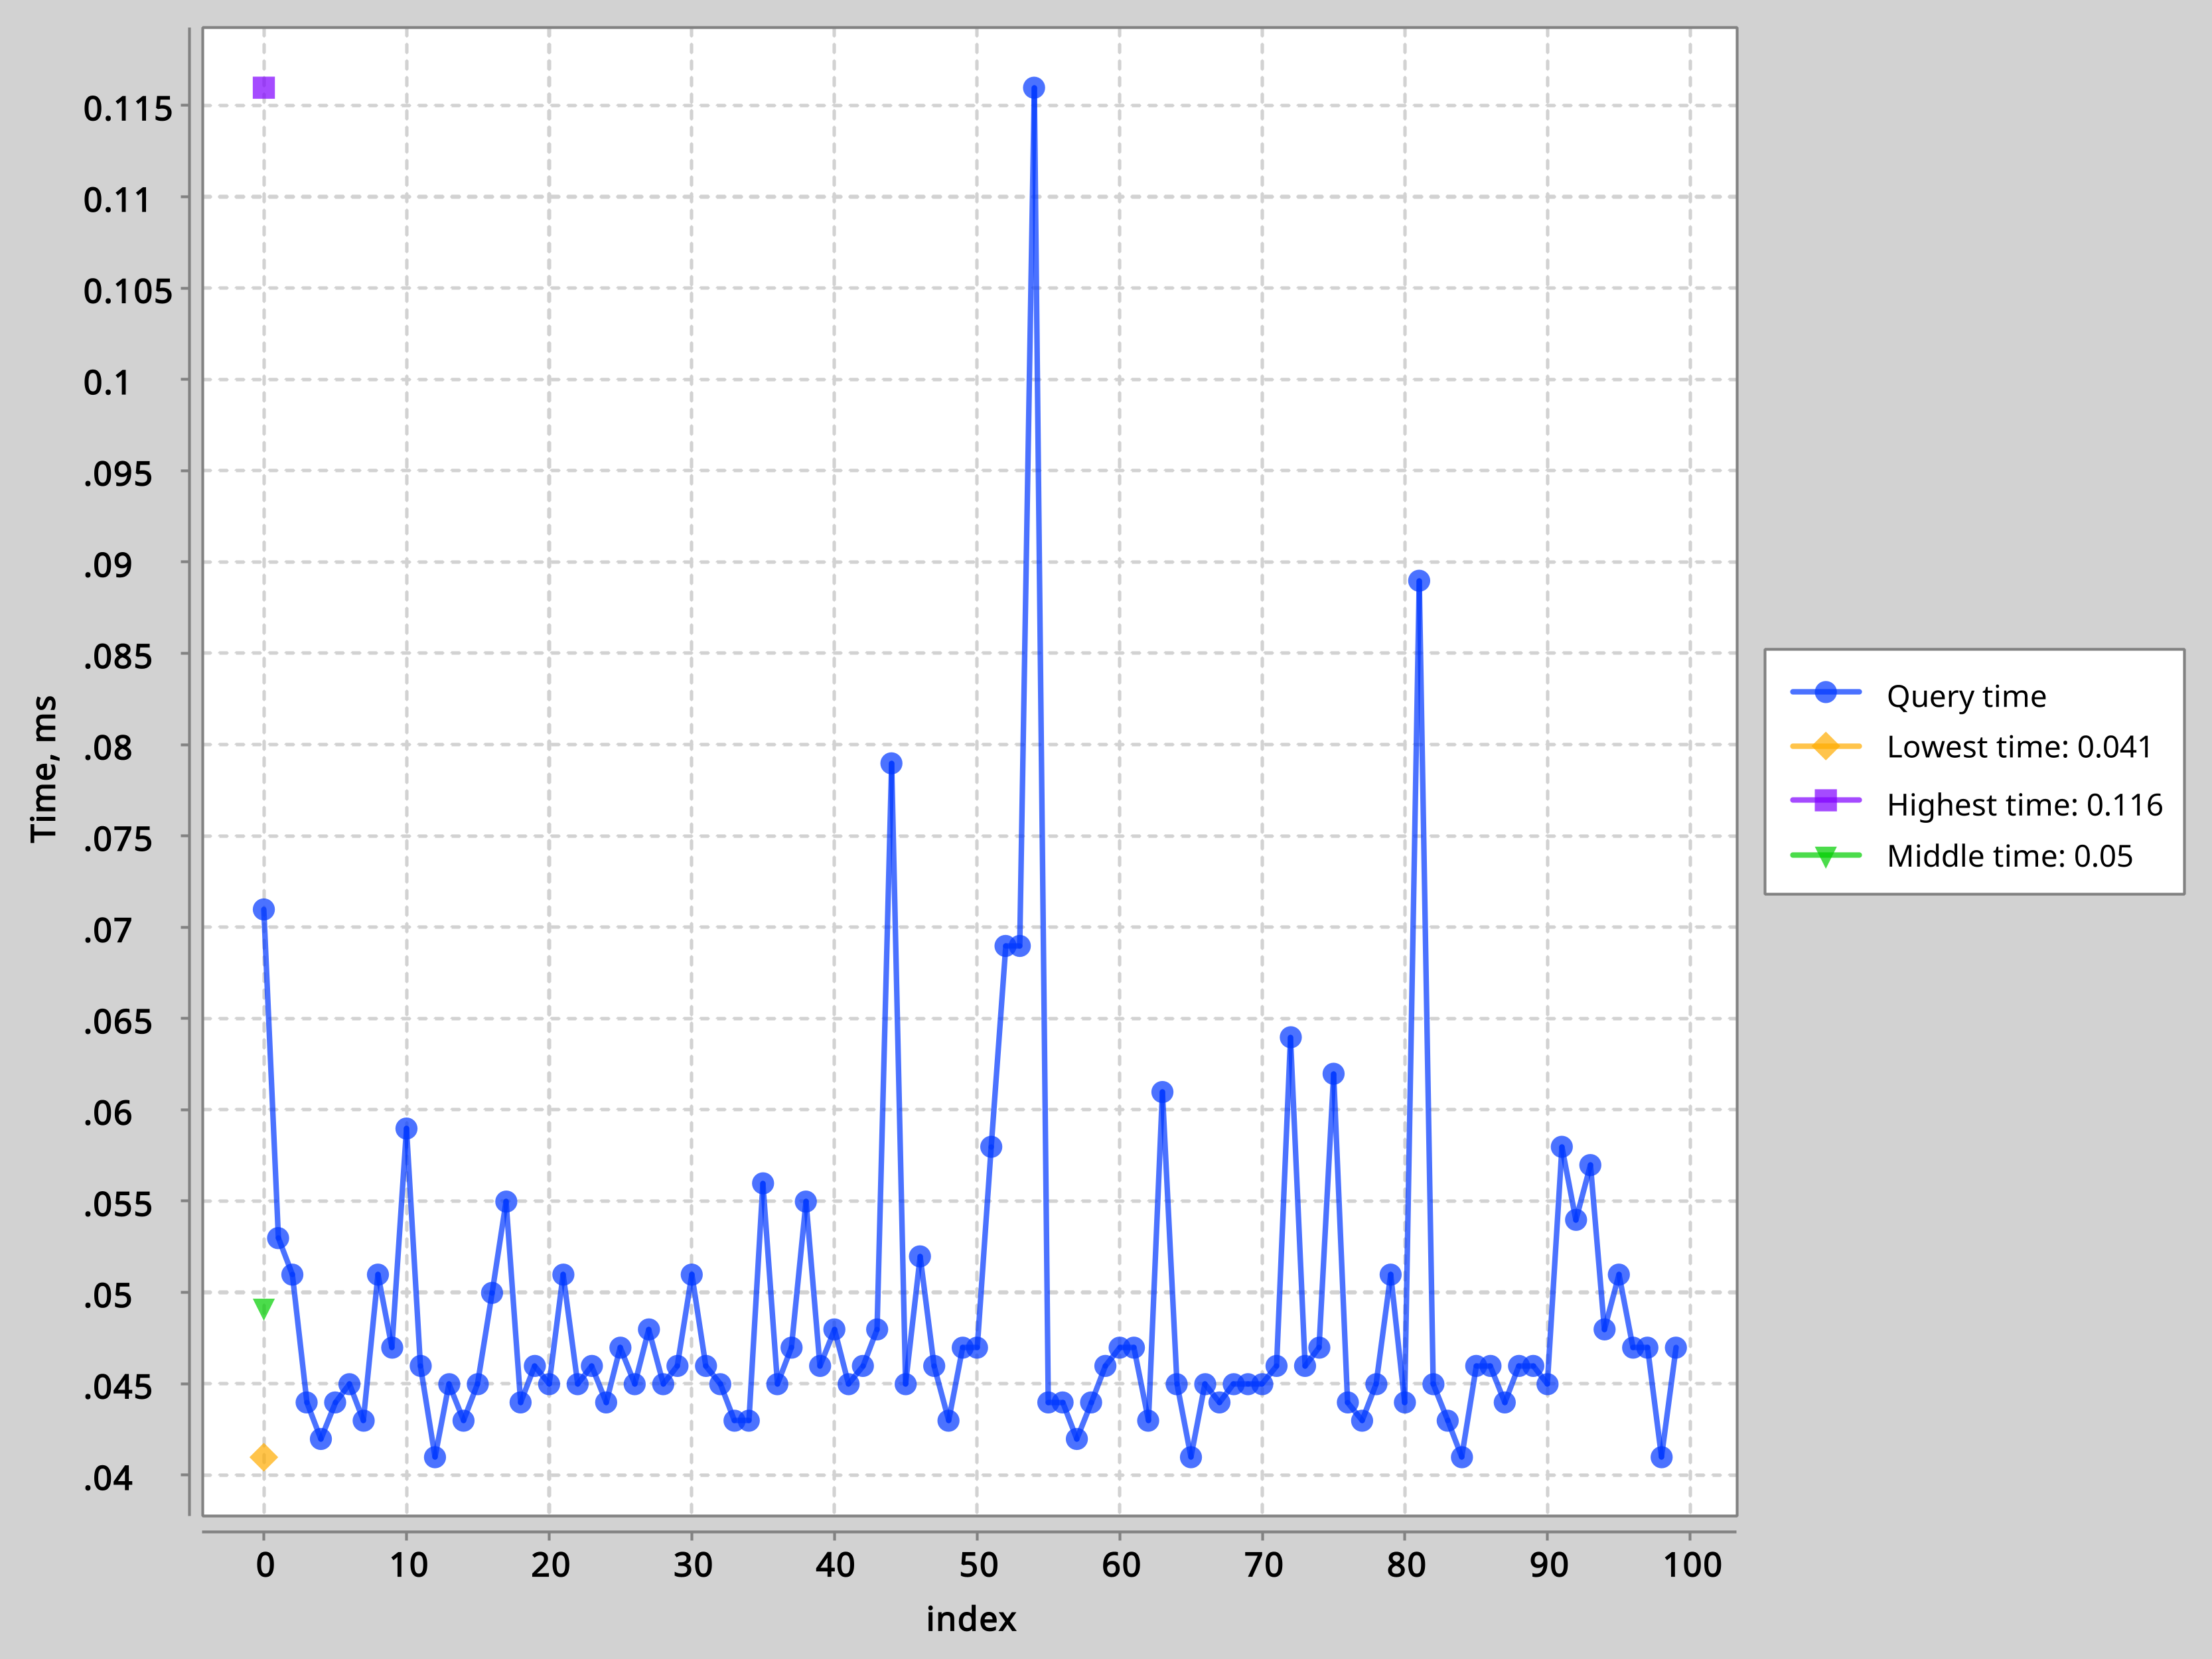 0.115
0.11
0.105
0.1
.095
.09
.085
.08
.075
.07
.065
.06
.055
.05
.045
.04
Time, ms
0 10 20 30 40 50 60 70 80 90 100
index
Query time
Lowest time: 0.041
Highest time: 0.116
Middle time: 0.05